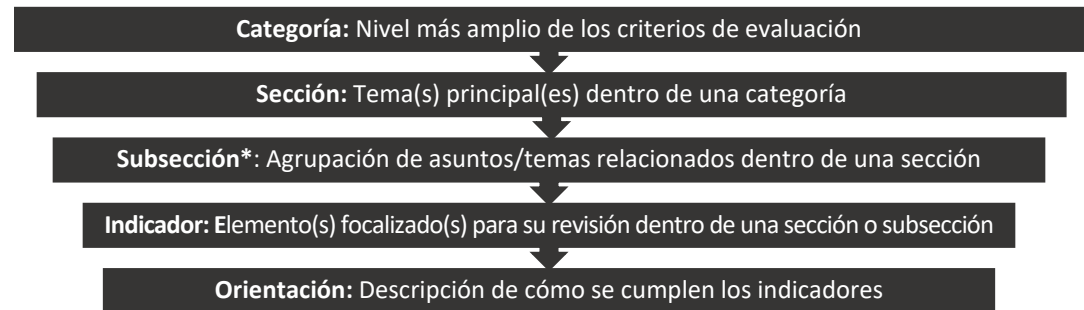 Categoría: Nivel más amplio de los criterios de evaluación
Sección: Tema(s) principal(es) dentro de una categoría
Subsección*: Agrupación de asuntos/temas relacionados dentro de una sección
Indicador: Elemento(s) focalizado(s) para su revisión dentro de una sección o subsección
Orientación: Descripción de cómo se cumplen los indicadores